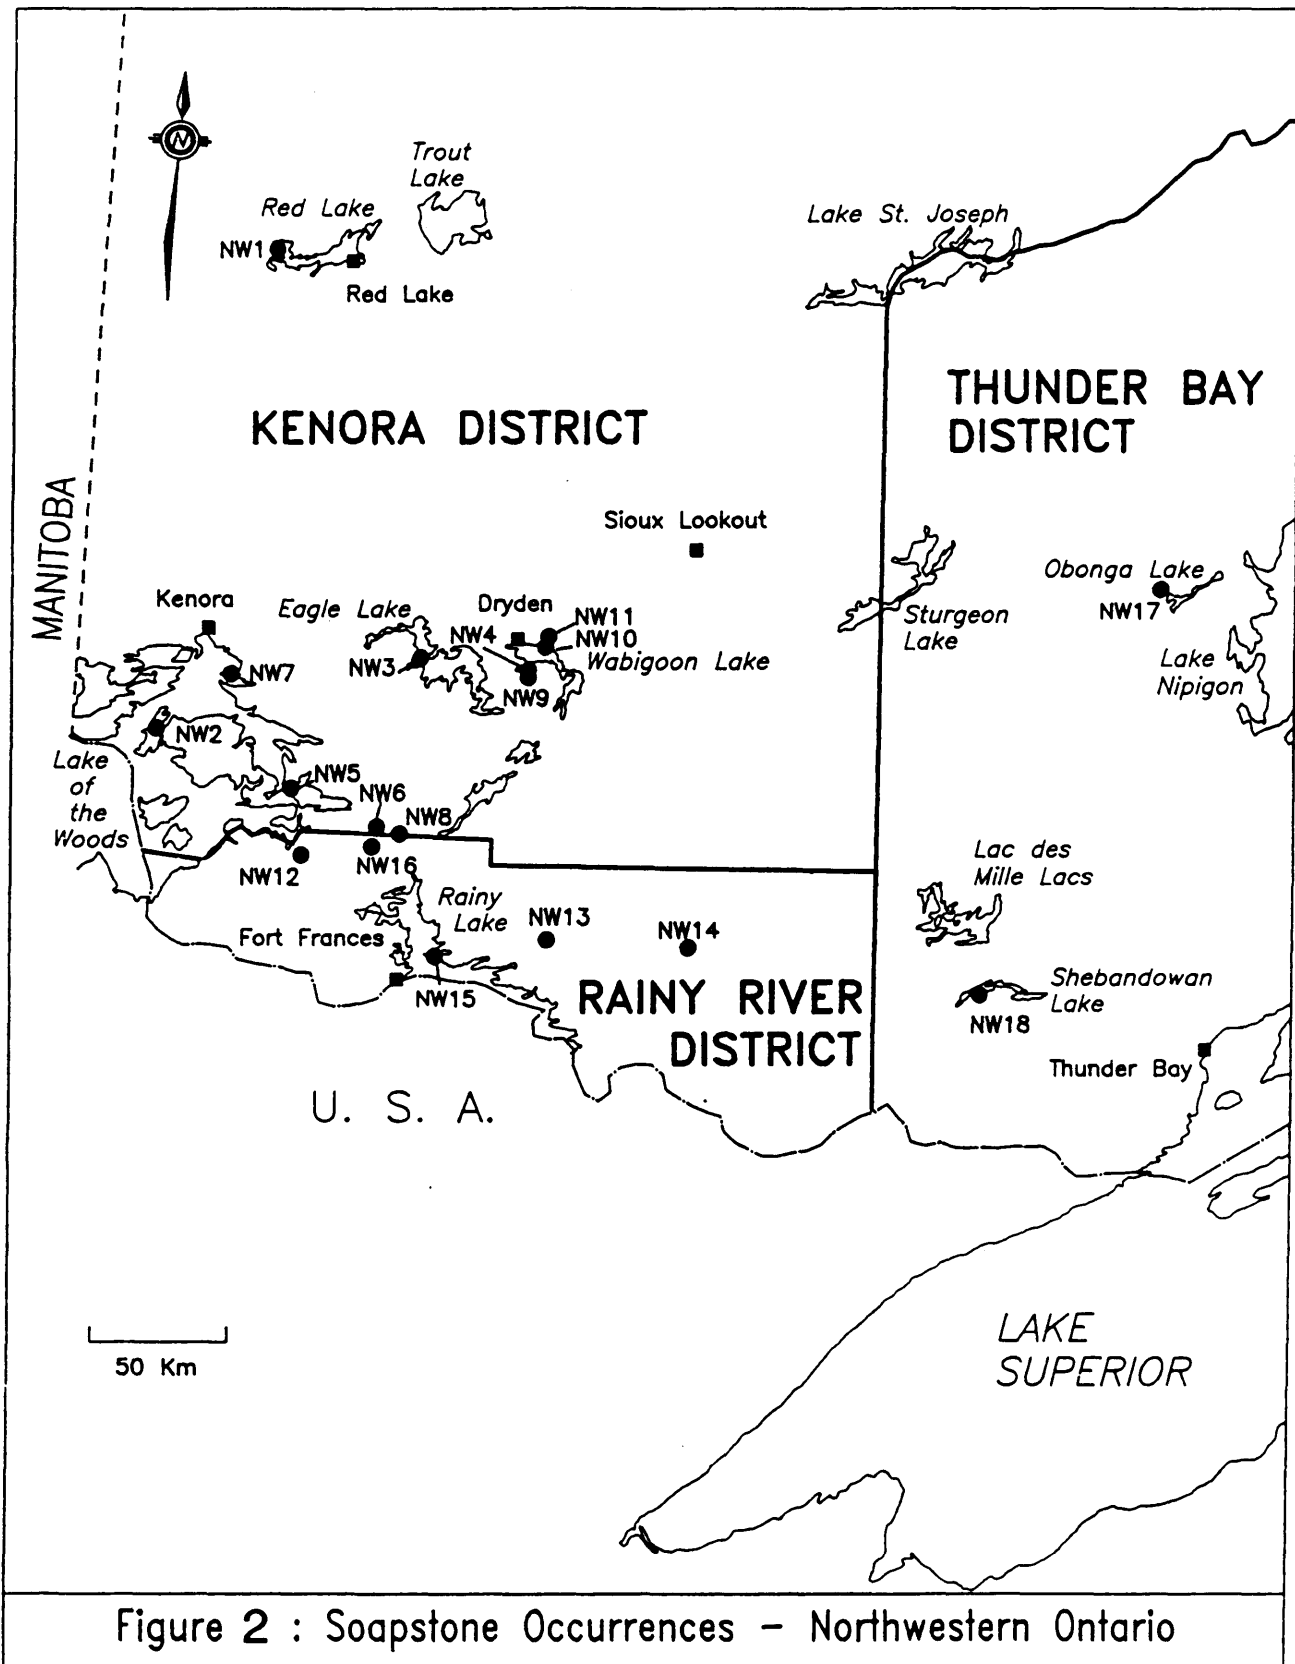 N
Trout
Lake
Red Lake
NW1
Red Lake
Lake St. Joseph
KENORA DISTRICT
THUNDER BAY
DISTRICT
MANITOBA
Sioux Lookout
Kenora
Eagle Lake
Dryden
NW11
NW4
NW10
NW3
Wabigoon Lake
NW7
NW9
Obonga Lake
NW17
Sturgeon
Lake
Lake
Nipigon
NW2
Lake
of
the
Woods
NW5
NW6
NW8
NW12
NW16
Lac des
Mille Lacs
Rainy
Lake
NW13
NW14
Fort Frances
NW15
RAINY RIVER
DISTRICT
Shebandowan
Lake
NW18
Thunder Bay
U. S. A.
LAKE
SUPERIOR
50 Km
Figure 2 : Soapstone Occurrences - Northwestern Ontario